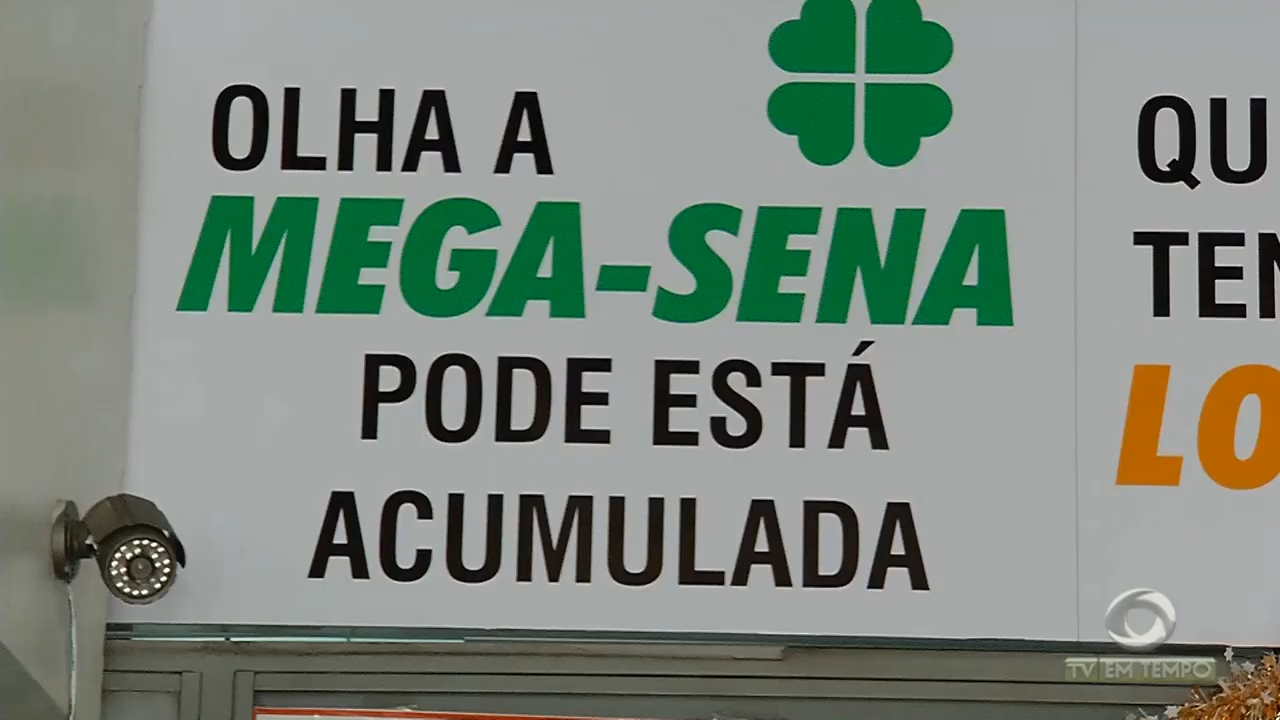 OLHA A
MEGA-SENA
PODE ESTÁ
ACUMULADA
QU
TEN
LO
TV EM TEMPO